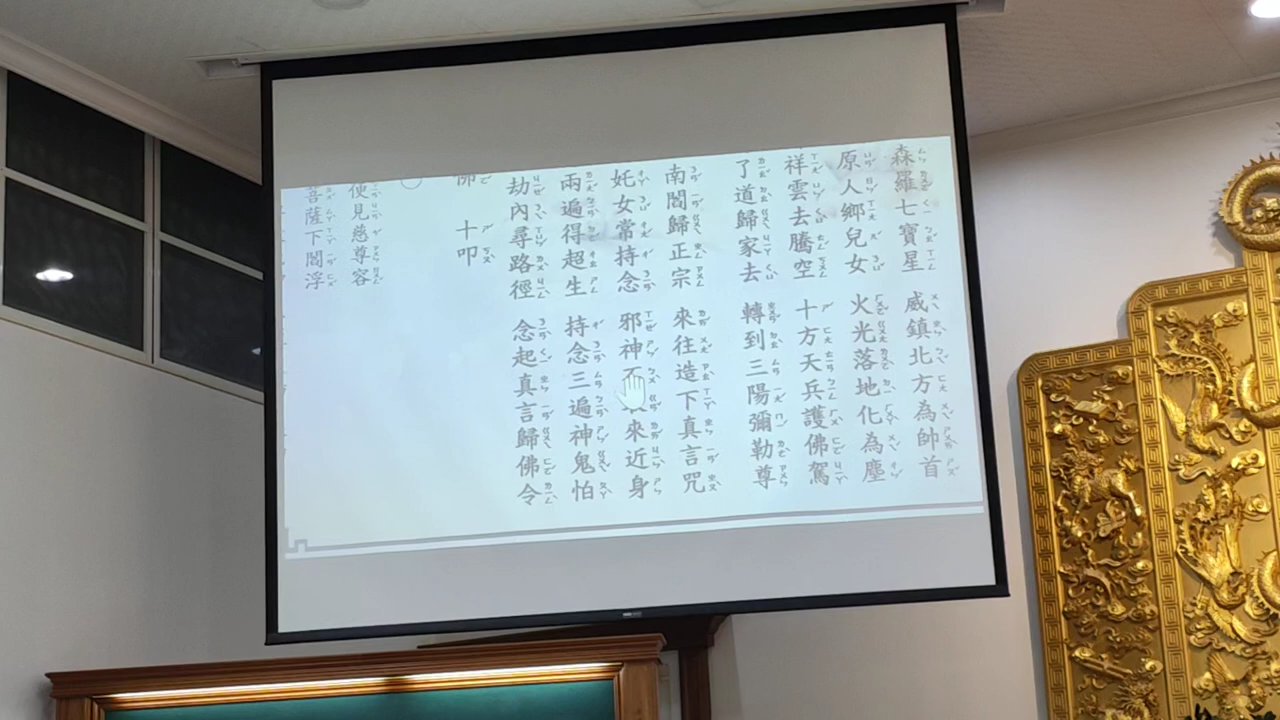 森羅七寶星 威鎮北方為帥首
原人鄉兒女 火光落地化為塵
祥雲去騰空 十方天兵護佛駕
了道歸家去 轉到三陽彌勒尊
南閻歸正宗 來往造下真言咒
奼女常持念 邪神不來近身
兩遍得超生 持念三遍神鬼怕
劫內尋路徑 念起真言歸佛令
佛 十叩
便見慈尊容
菩薩下閻浮